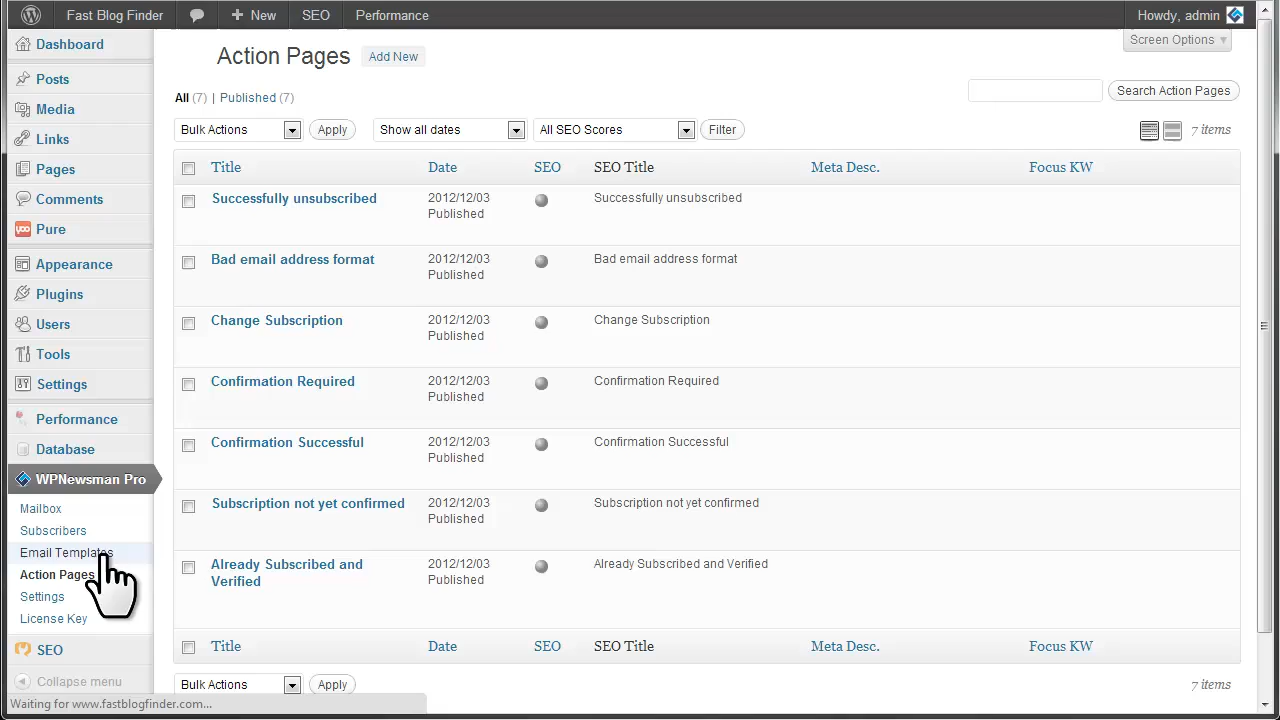 Fast Blog Finder + New SEO Performance Howdy, admin
Dashboard
Posts
Media
Links
Pages
Comments
Pure
Appearance
Plugins
Users
Tools
Settings
Performance
Database
WPNewsman Pro
Mailbox
Subscribers
Email Templates
Action Pages
Settings
License Key
SEO
Collapse menu
Screen Options
Action Pages Add New
All (7) | Published (7)
Search Action Pages
Bulk Actions Apply Show all dates All SEO Scores Filter 7 items
Title Date SEO SEO Title Meta Desc. Focus KW
Successfully unsubscribed 2012/12/03 Successfully unsubscribed
Published
Bad email address format 2012/12/03 Bad email address format
Published
Change Subscription 2012/12/03 Change Subscription
Published
Confirmation Required 2012/12/03 Confirmation Required
Published
Confirmation Successful 2012/12/03 Confirmation Successful
Published
Subscription not yet confirmed 2012/12/03 Subscription not yet confirmed
Published
Already Subscribed and 2012/12/03 Already Subscribed and Verified
Verified Published
Title Date SEO SEO Title Meta Desc. Focus KW
Bulk Actions Apply 7 items
Waiting for www.fastblogfinder.com...